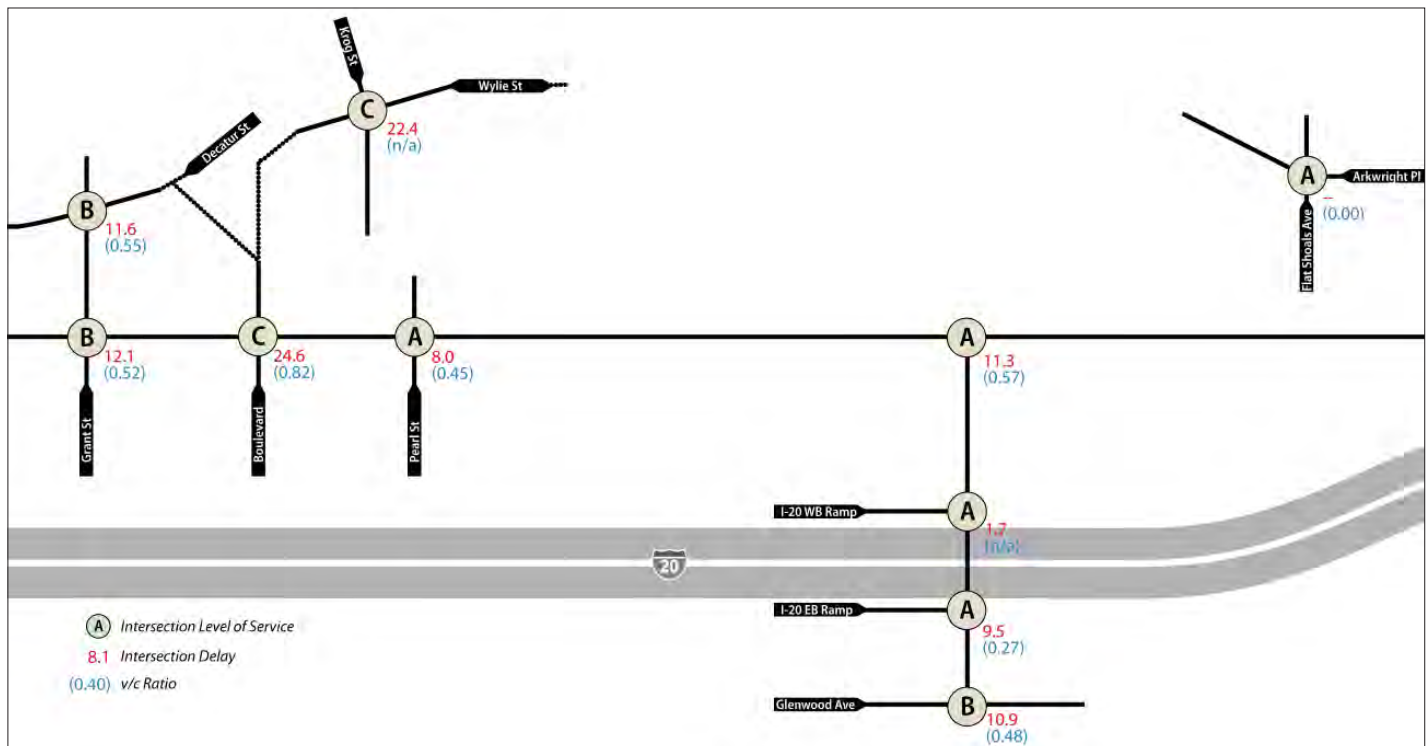 Krog St
Wylie St
C
22.4
(n/a)
Decatur St
B
11.6
(0.55)
A
Arkwright Pl
–
(0.00)
Flat Shoals Ave
B
12.1
(0.52)
Grant St
C
24.6
(0.82)
Boulevard
A
8.0
(0.45)
Pearl St
A
11.3
(0.57)
I-20 WB Ramp
A
1.7
(n/a)
20
I-20 EB Ramp
A
9.5
(0.27)
Glenwood Ave
B
10.9
(0.48)
A Intersection Level of Service
8.1 Intersection Delay
(0.40) v/c Ratio